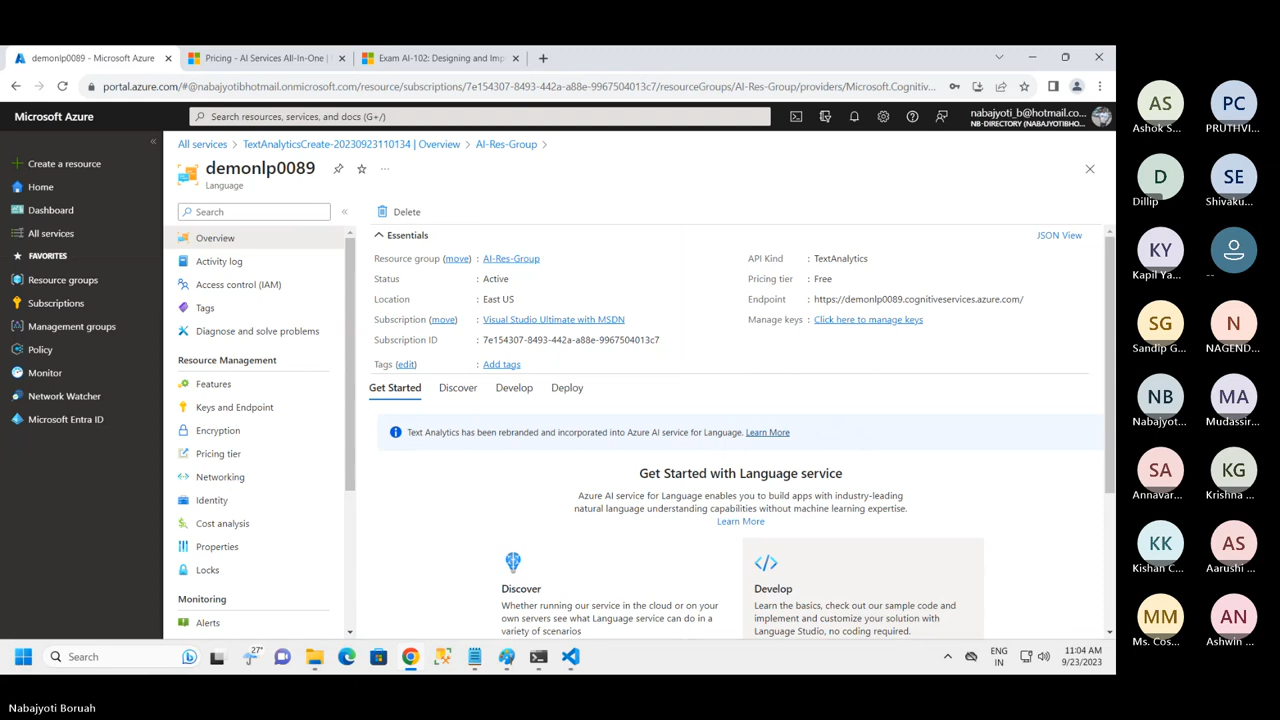 demonlp0089 - Microsoft Azure
Pricing - AI Services All-In-One |
Exam AI-102: Designing and Imp
portal.azure.com/#@nabajyotibhotmail.onmicrosoft.com/resource/subscriptions/7e154307-8493-442a-a88e-9967504013c7/resourceGroups/AI-Res-Group/providers/Microsoft.Cognitiv...
Microsoft Azure
Search resources, services, and docs (G+/)
nabajyoti_b@hotmail.co...
NB-DIRECTORY (NABAJYOTIBHO...
Create a resource
Home
Dashboard
All services
FAVORITES
Resource groups
Subscriptions
Management groups
Policy
Monitor
Network Watcher
Microsoft Entra ID
All services > TextAnalyticsCreate-20230923110134 | Overview > AI-Res-Group >
demonlp0089
Language
Search
Overview
Activity log
Access control (IAM)
Tags
Diagnose and solve problems
Resource Management
Features
Keys and Endpoint
Encryption
Pricing tier
Networking
Identity
Cost analysis
Properties
Locks
Monitoring
Alerts
Delete
Essentials
JSON View
Resource group (move) : AI-Res-Group
Status : Active
Location : East US
Subscription (move) : Visual Studio Ultimate with MSDN
Subscription ID : 7e154307-8493-442a-a88e-9967504013c7
Tags (edit) : Add tags
API Kind : TextAnalytics
Pricing tier : Free
Endpoint : https://demonlp0089.cognitiveservices.azure.com/
Manage keys : Click here to manage keys
Get Started Discover Develop Deploy
Text Analytics has been rebranded and incorporated into Azure AI service for Language. Learn More
Get Started with Language service
Azure AI service for Language enables you to build apps with industry-leading
natural language understanding capabilities without machine learning expertise.
Learn More
Discover
Whether running our service in the cloud or on your
own servers see what Language service can do in a
variety of scenarios
Develop
Learn the basics, check out our sample code and
implement and customize your solution with
Language Studio, no coding required.
Search
27°
ENG
IN
11:04 AM
9/23/2023
AS
Ashok S...
PC
PRUTHVI...
D
Dillip
SE
Shivaku...
KY
Kapil Ya...
--
SG
Sandip G...
N
NAGEND...
NB
Nabajyot...
MA
Mudassir...
SA
Annavar...
KG
Krishna ...
KK
Kishan C...
AS
Aarushi ...
MM
Ms. Cos...
AN
Ashwin ...
Nabajyoti Boruah